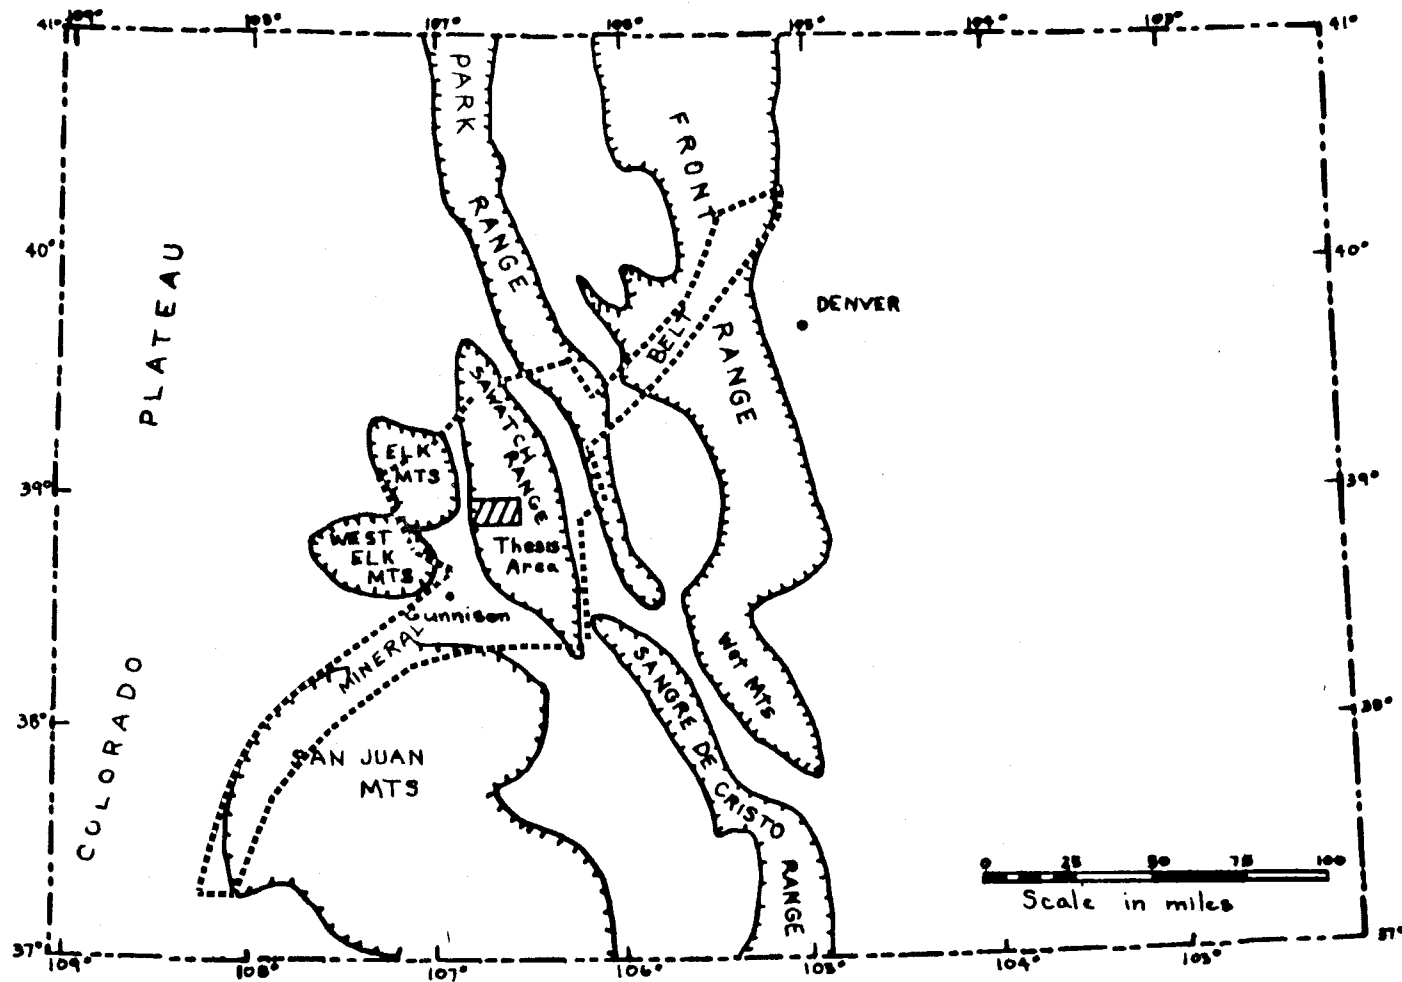 41° 109° 108° 107° 106° 105° 104° 103° 41°
PARK
RANGE
FRONT
RANGE
40° 40°
PLATEAU
DENVER
BELT
SAWATCH
RANGE
ELK
MTS
39° 39°
WEST
ELK
MTS
Thesis
Area
Gunnison
MINERAL
SANGRE DE
CRISTO
RANGE
Wet Mts
COLORADO
38° 38°
SAN JUAN
MTS
0 25 50 75 100
Scale in miles
37° 37°
109° 108° 107° 106° 105° 104° 103°